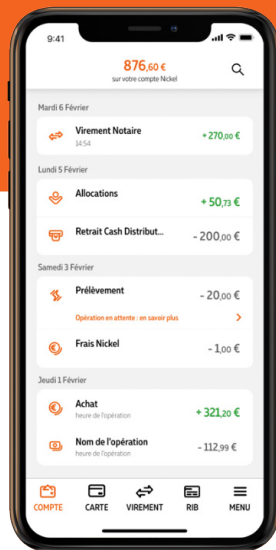 9:41
876,60 €
sur votre compte Nickel
Mardi 6 Février
Virement Notaire
+ 270,00 €
14:54
Lundi 5 Février
Allocations
+ 50,73 €
Retrait Cash Distribut...
- 200,00 €
Samedi 3 Février
Prélèvement
- 20,00 €
Opération en attente : en savoir plus
Frais Nickel
- 1,00 €
Jeudi 1 Février
Achat
heure de l'opération
+ 321,20 €
Nom de l'opération
heure de l'opération
- 112,99 €
COMPTE CARTE VIREMENT RIB MENU